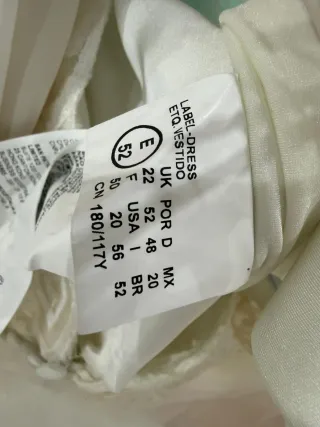 LABEL-DRESS
ETQ.VESTIDO
UK POR D MX
E 22 52 48 20
52 F USA I BR
50 20 56 52
CN 180/117Y